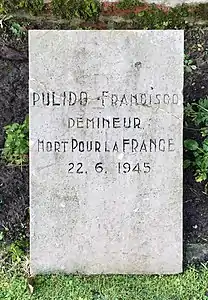 PULIDO FRANCISCO
DÉMINEUR
MORT POUR LA FRANCE
22. 6. 1945